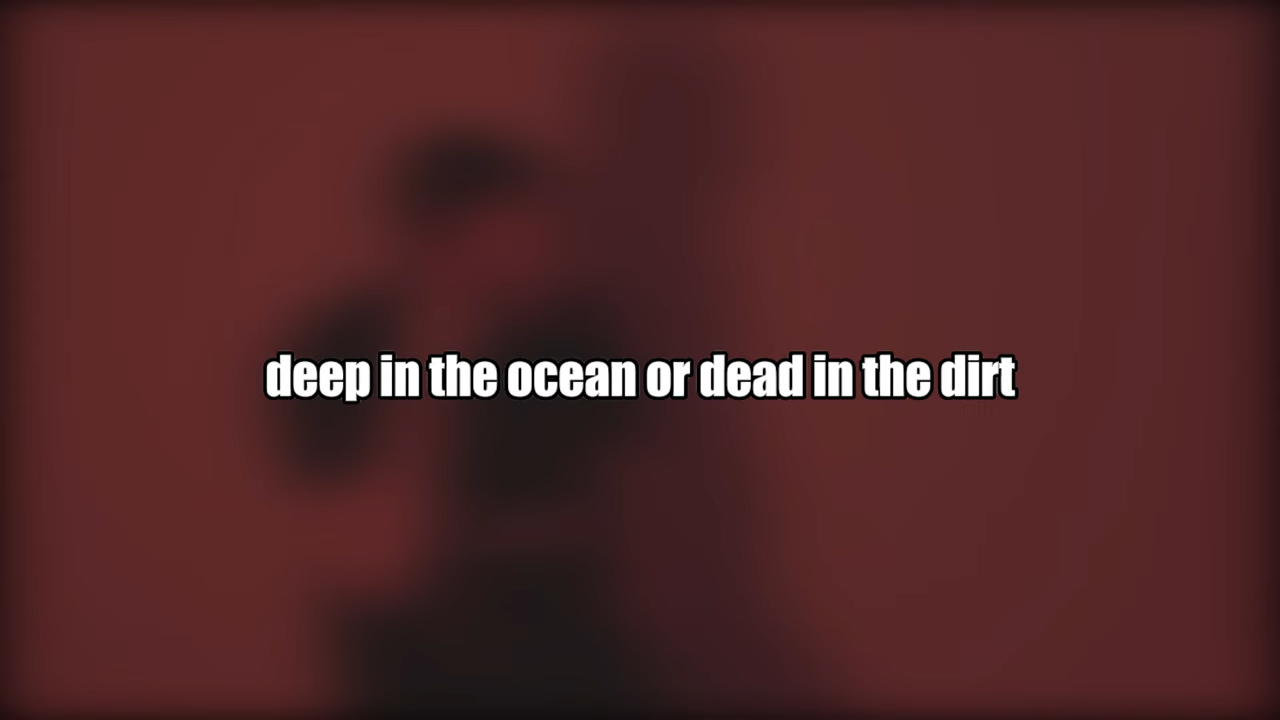 deep in the ocean or dead in the dirt